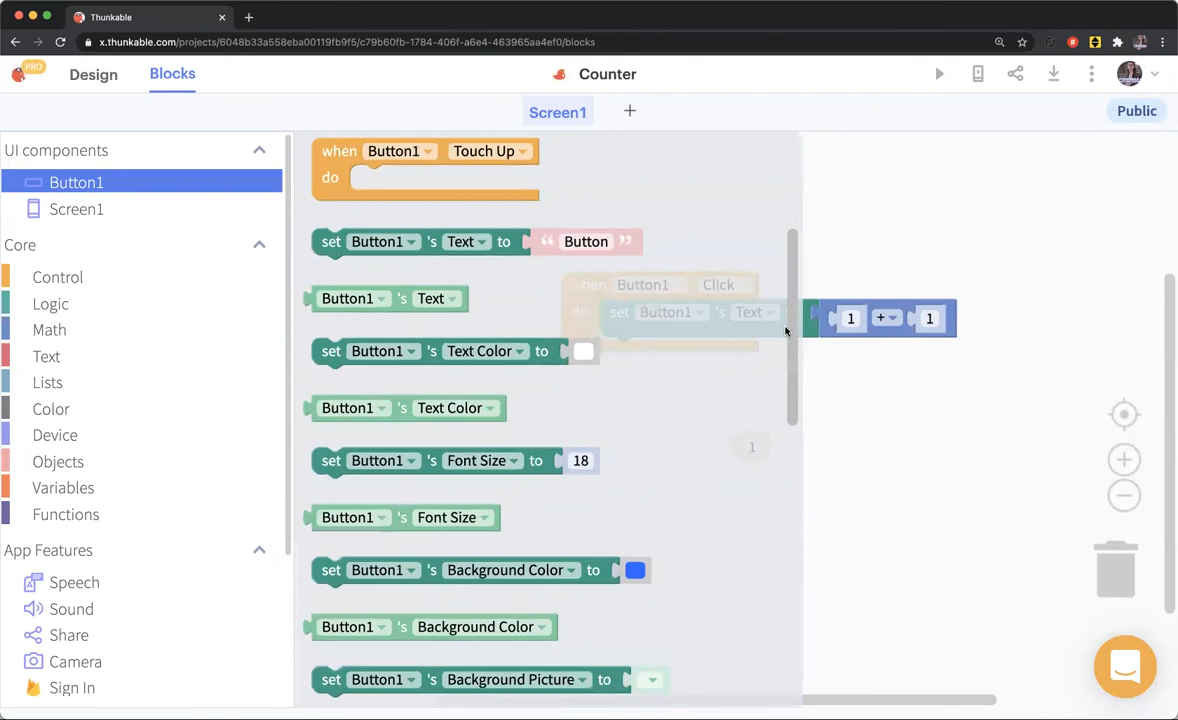 Thunkable
x.thunkable.com/projects/6048b33a558eba00119fb9f5/c79b60fb-1784-406f-a6e4-463965aa4ef0/blocks
PRO
Design
Blocks
Counter
Screen1
Public
UI components
Button1
Screen1
Core
Control
Logic
Math
Text
Lists
Color
Device
Objects
Variables
Functions
App Features
Speech
Sound
Share
Camera
Sign In
when Button1 Touch Up
do
set Button1 's Text to “ Button ”
Button1 's Text
set Button1 's Text Color to
Button1 's Text Color
set Button1 's Font Size to 18
Button1 's Font Size
set Button1 's Background Color to
Button1 's Background Color
set Button1 's Background Picture to
hen Button1 Click
do set Button1 's Text 1 + 1
1